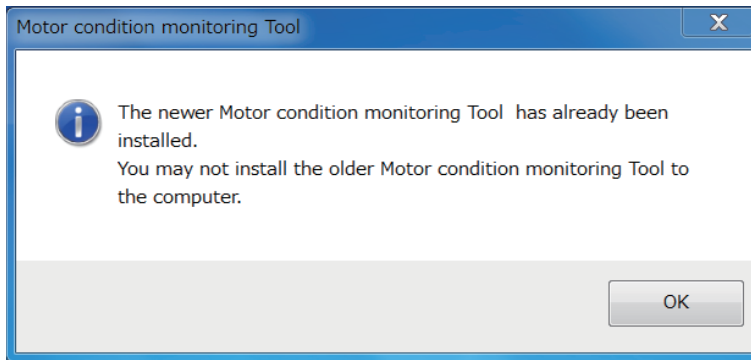 Motor condition monitoring Tool
X
The newer Motor condition monitoring Tool  has already been
installed.
You may not install the older Motor condition monitoring Tool to
the computer.
OK